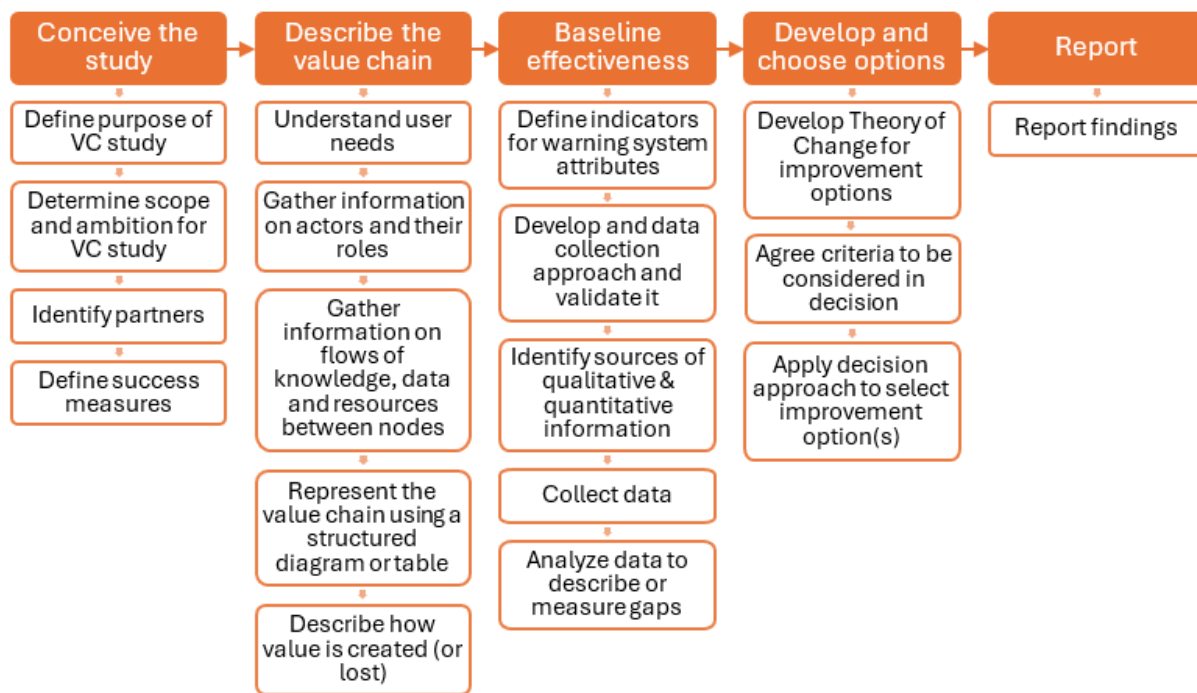 Conceive the
study
Define purpose of
VC study
Determine scope
and ambition for
VC study
Identify partners
Define success
measures
Describe the
value chain
Understand user
needs
Gather information
on actors and their
roles
Gather
information on
flows of
knowledge, data
and resources
between nodes
Represent the
value chain using a
structured
diagram or table
Describe how
value is created (or
lost)
Baseline
effectiveness
Define indicators
for warning system
attributes
Develop and data
collection
approach and
validate it
Identify sources of
qualitative &
quantitative
information
Collect data
Analyze data to
describe or
measure gaps
Develop and
choose options
Develop Theory of
Change for
improvement
options
Agree criteria to be
considered in
decision
Apply decision
approach to select
improvement
option(s)
Report
Report findings